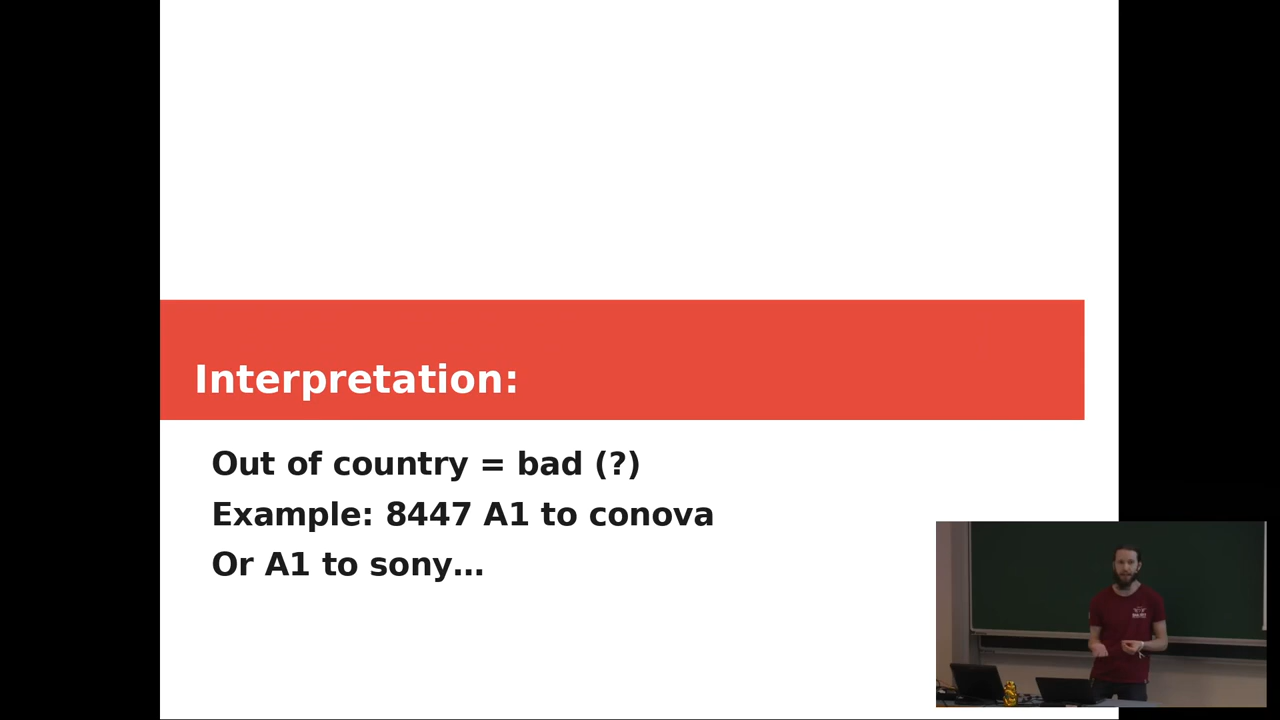 Interpretation:
Out of country = bad (?)
Example: 8447 A1 to conova
Or A1 to sony…